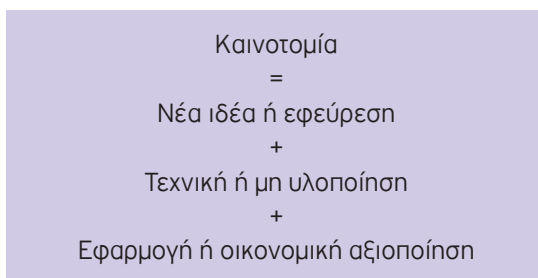 Καινοτομία
=
Νέα ιδέα ή εφεύρεση
+
Τεχνική ή μη υλοποίηση
+
Εφαρμογή ή οικονομική αξιοποίηση